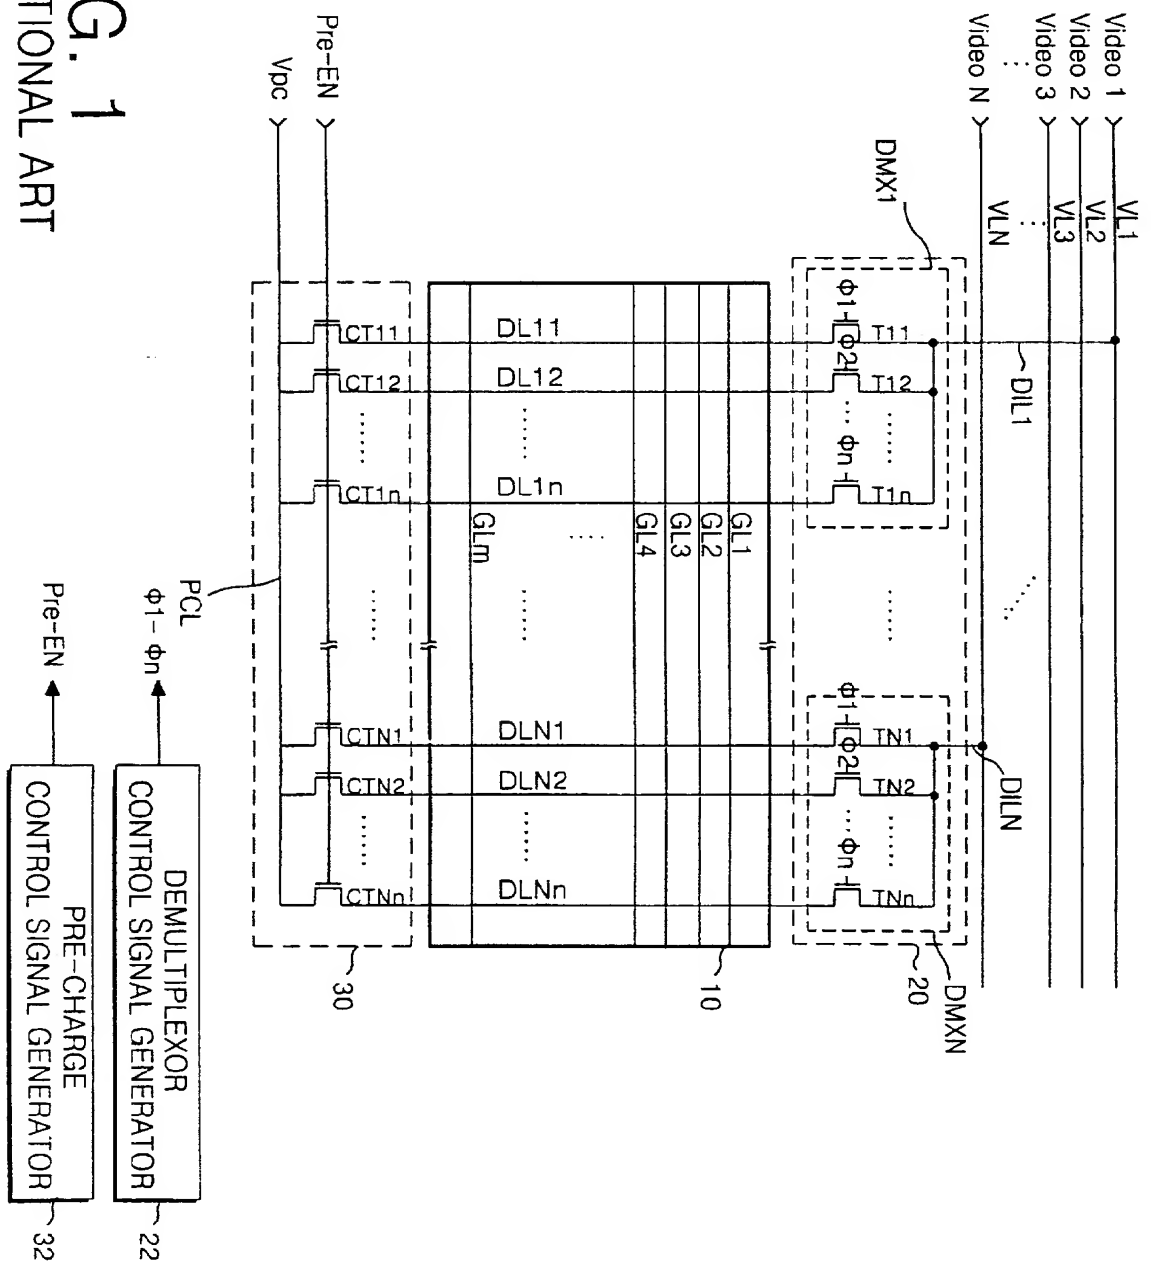 G. 1
TIONAL ART
Video 1
Video 2
Video 3
Video N
VL1
VL2
VL3
VLN
DIL1
DILN
DMX1
DMXN
20
Φ1
T11
Φ2
T12
Φn
T1n
Φ1
TN1
Φ2
TN2
Φn
TNn
GL1
GL2
GL3
GL4
GLm
10
DL11
DL12
DL1n
DLN1
DLN2
DLNn
CT11
CT12
CT1n
CTN1
CTN2
CTNn
30
Pre-EN
Vpc
PCL
Φ1- Φn
DEMULTIPLEXOR
CONTROL SIGNAL GENERATOR
22
Pre-EN
PRE-CHARGE
CONTROL SIGNAL GENERATOR
32